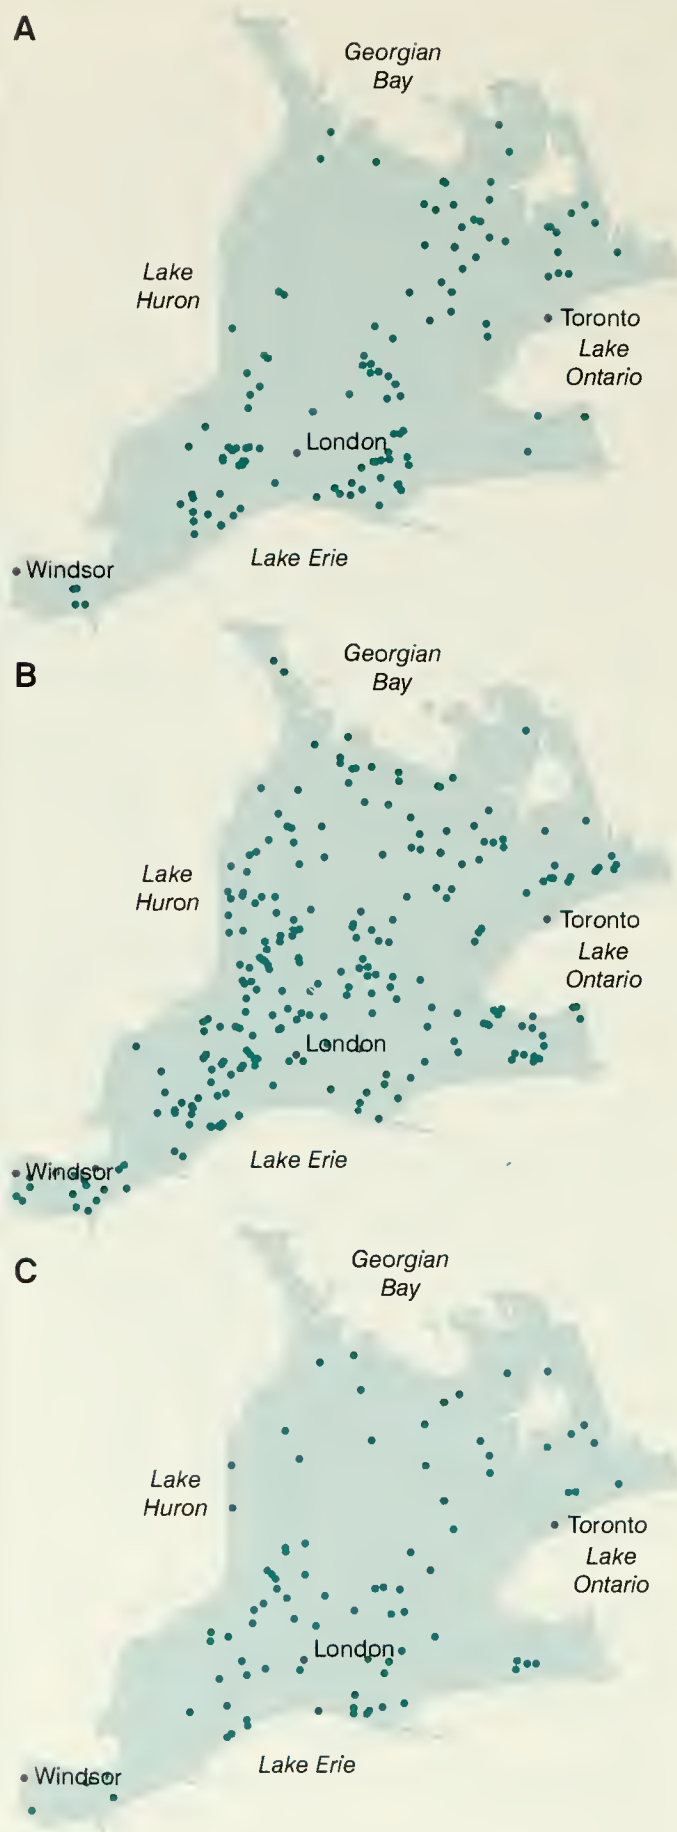 A
Georgian
Bay
Lake
Huron
Toronto
Lake
Ontario
London
Lake Erie
Windsor
B
Georgian
Bay
Lake
Huron
Toronto
Lake
Ontario
London
Lake Erie
Windsor
C
Georgian
Bay
Lake
Huron
Toronto
Lake
Ontario
London
Lake Erie
Windsor